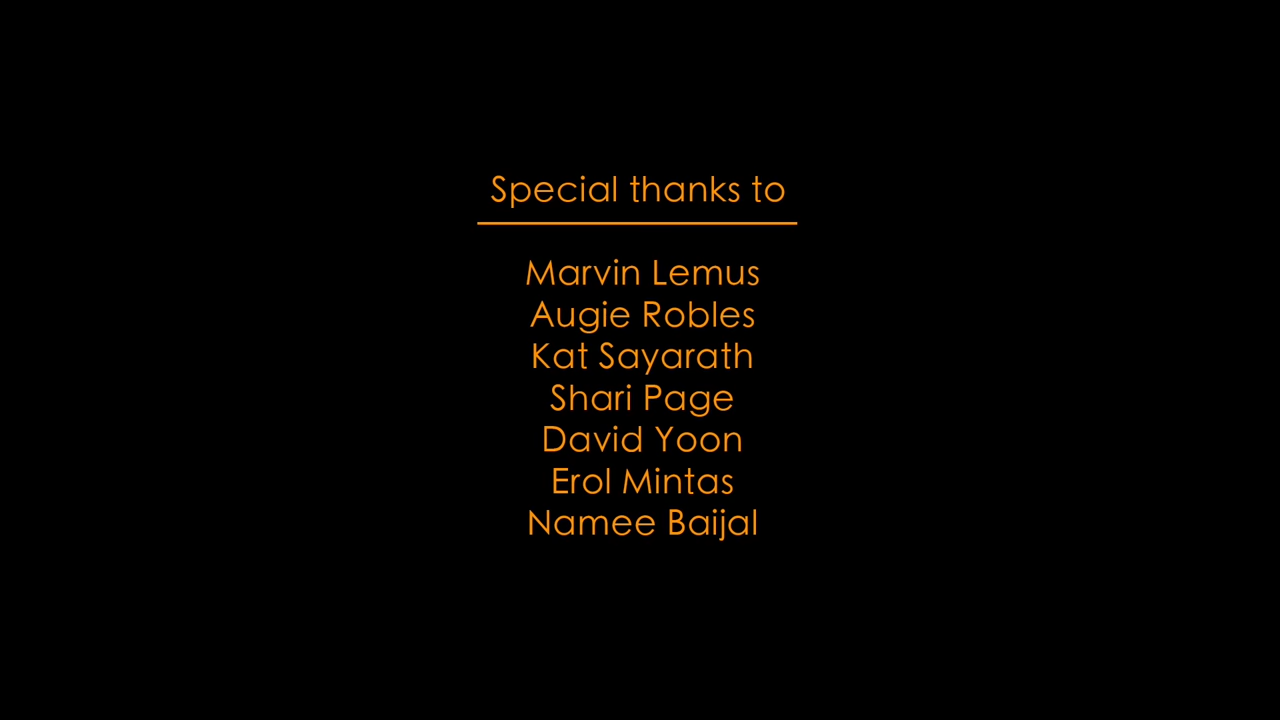 Special thanks to
Marvin Lemus
Augie Robles
Kat Sayarath
Shari Page
David Yoon
Erol Mintas
Namee Baijal